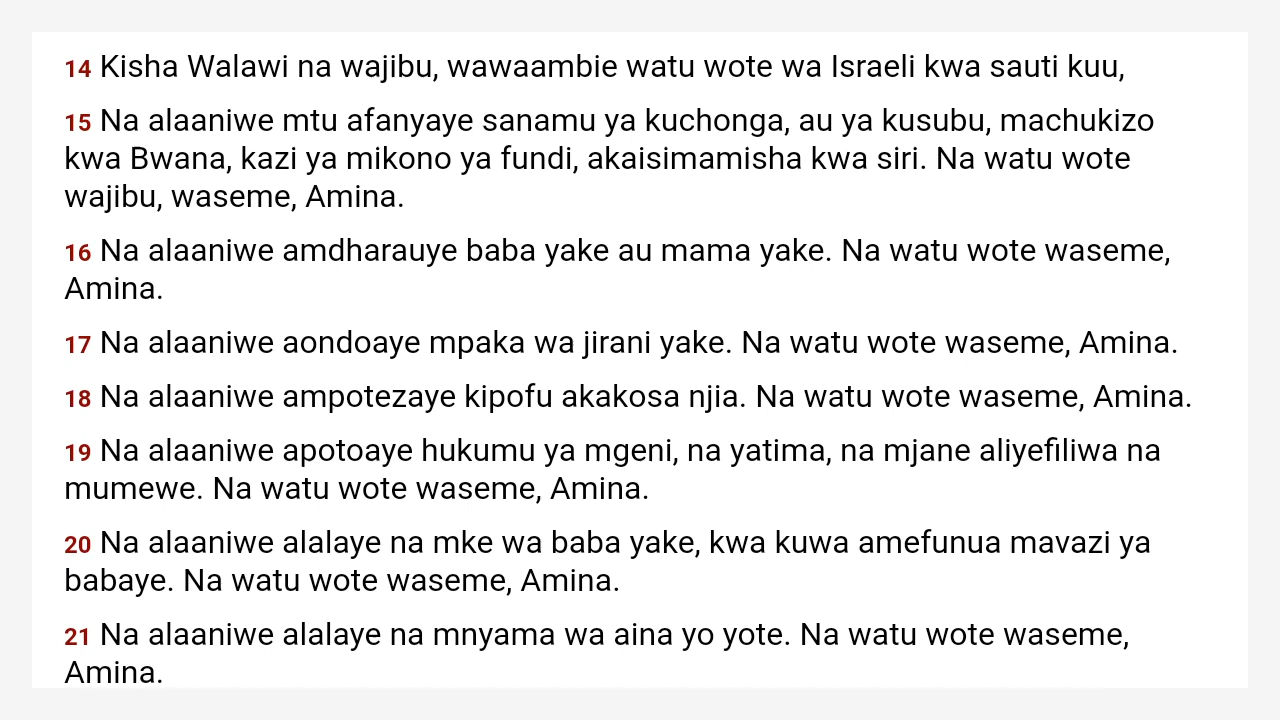 14 Kisha Walawi na wajibu, wawaambie watu wote wa Israeli kwa sauti kuu,
15 Na alaaniwe mtu afanyaye sanamu ya kuchonga, au ya kusubu, machukizo
kwa Bwana, kazi ya mikono ya fundi, akaisimamisha kwa siri. Na watu wote
wajibu, waseme, Amina.
16 Na alaaniwe amdharauye baba yake au mama yake. Na watu wote waseme,
Amina.
17 Na alaaniwe aondoaye mpaka wa jirani yake. Na watu wote waseme, Amina.
18 Na alaaniwe ampotezaye kipofu akakosa njia. Na watu wote waseme, Amina.
19 Na alaaniwe apotoaye hukumu ya mgeni, na yatima, na mjane aliyefiliwa na
mumewe. Na watu wote waseme, Amina.
20 Na alaaniwe alalaye na mke wa baba yake, kwa kuwa amefunua mavazi ya
babaye. Na watu wote waseme, Amina.
21 Na alaaniwe alalaye na mnyama wa aina yo yote. Na watu wote waseme,
Amina.